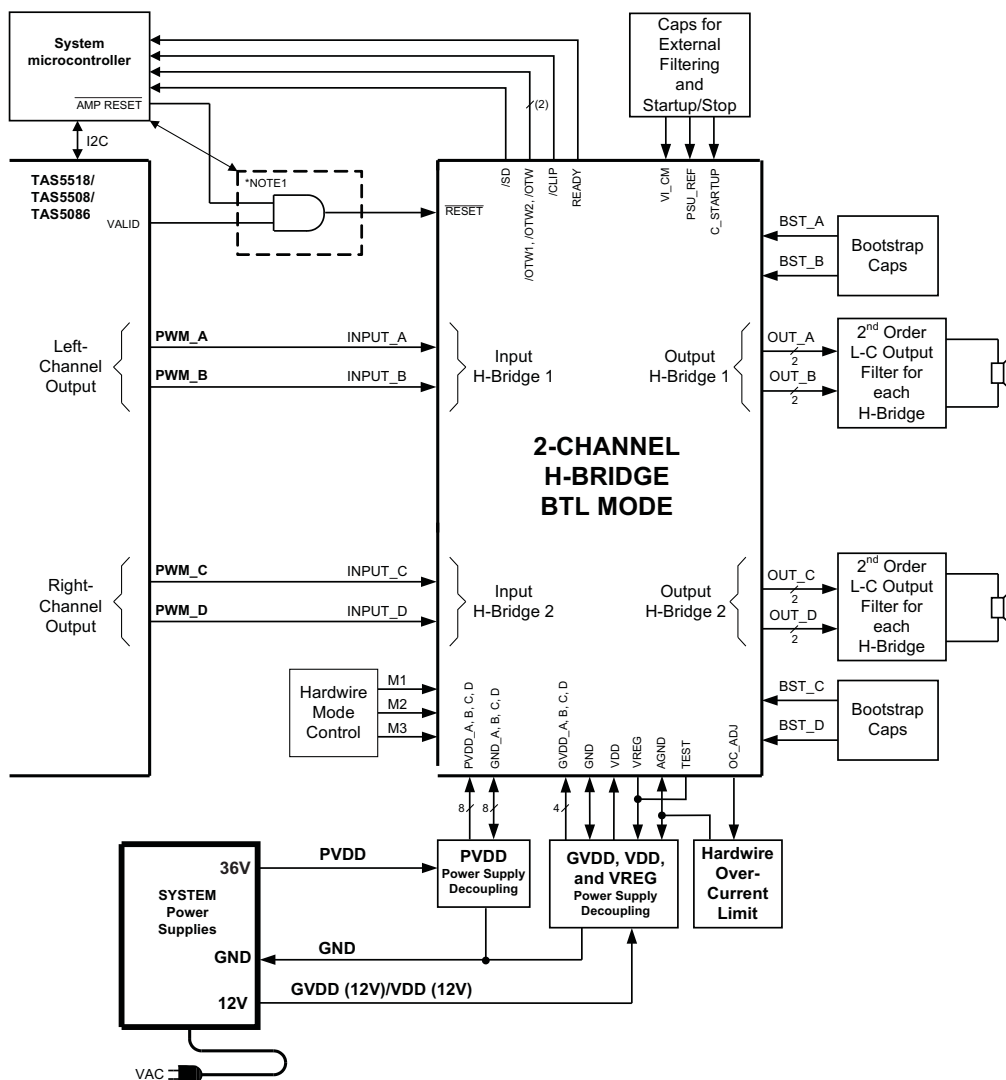 System
microcontroller
AMP RESET
I2C
Caps for
External
Filtering
and
Startup/Stop
(2)
TAS5518/
TAS5508/
TAS5086
*NOTE1
VALID
RESET
/SD
/OTW1, /OTW2, /OTW
/CLIP
READY
VI_CM
PSU_REF
C_STARTUP
BST_A
BST_B
Bootstrap
Caps
Left-
Channel
Output
PWM_A
INPUT_A
PWM_B
INPUT_B
Input
H-Bridge 1
Output
H-Bridge 1
OUT_A
2
OUT_B
2
2nd Order
L-C Output
Filter for
each
H-Bridge
2-CHANNEL
H-BRIDGE
BTL MODE
Right-
Channel
Output
PWM_C
INPUT_C
PWM_D
INPUT_D
Input
H-Bridge 2
Output
H-Bridge 2
OUT_C
2
OUT_D
2
2nd Order
L-C Output
Filter for
each
H-Bridge
Hardwire
Mode
Control
M1
M2
M3
PVDD_A, B, C, D
GND_A, B, C, D
GVDD_A, B, C, D
GND
VDD
VREG
AGND
TEST
OC_ADJ
BST_C
BST_D
Bootstrap
Caps
8
8
4
SYSTEM
Power
Supplies
36V
PVDD
PVDD
Power Supply
Decoupling
GVDD, VDD,
and VREG
Power Supply
Decoupling
Hardwire
Over-
Current
Limit
GND
GND
12V
GVDD (12V)/VDD (12V)
VAC